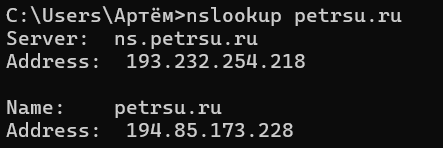 C:\Users\Артём>nslookup petrsu.ru
Server:  ns.petrsu.ru
Address:  193.232.254.218

Name:    petrsu.ru
Address:  194.85.173.228